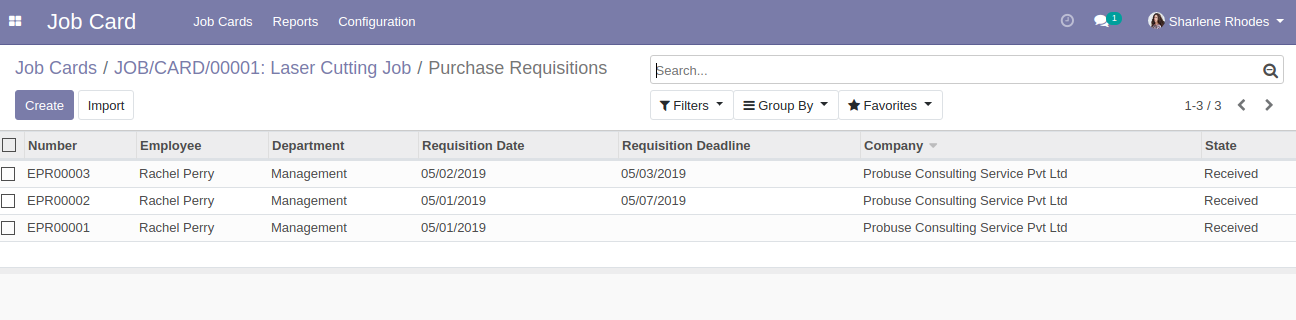 Job Card Job Cards Reports Configuration 1 Sharlene Rhodes
Job Cards / JOB/CARD/00001: Laser Cutting Job / Purchase Requisitions Search...
Create Import Filters Group By Favorites 1-3 / 3
Number Employee Department Requisition Date Requisition Deadline Company State
EPR00003 Rachel Perry Management 05/02/2019 05/03/2019 Probuse Consulting Service Pvt Ltd Received
EPR00002 Rachel Perry Management 05/01/2019 05/07/2019 Probuse Consulting Service Pvt Ltd Received
EPR00001 Rachel Perry Management 05/01/2019 Probuse Consulting Service Pvt Ltd Received